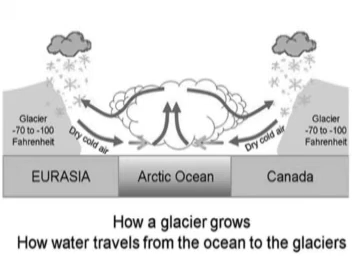 Glacier
-70 to -100
Fahrenheit
Dry cold air
Dry cold air
Glacier
-70 to -100
Fahrenheit
EURASIA
Arctic Ocean
Canada
How a glacier grows
How water travels from the ocean to the glaciers